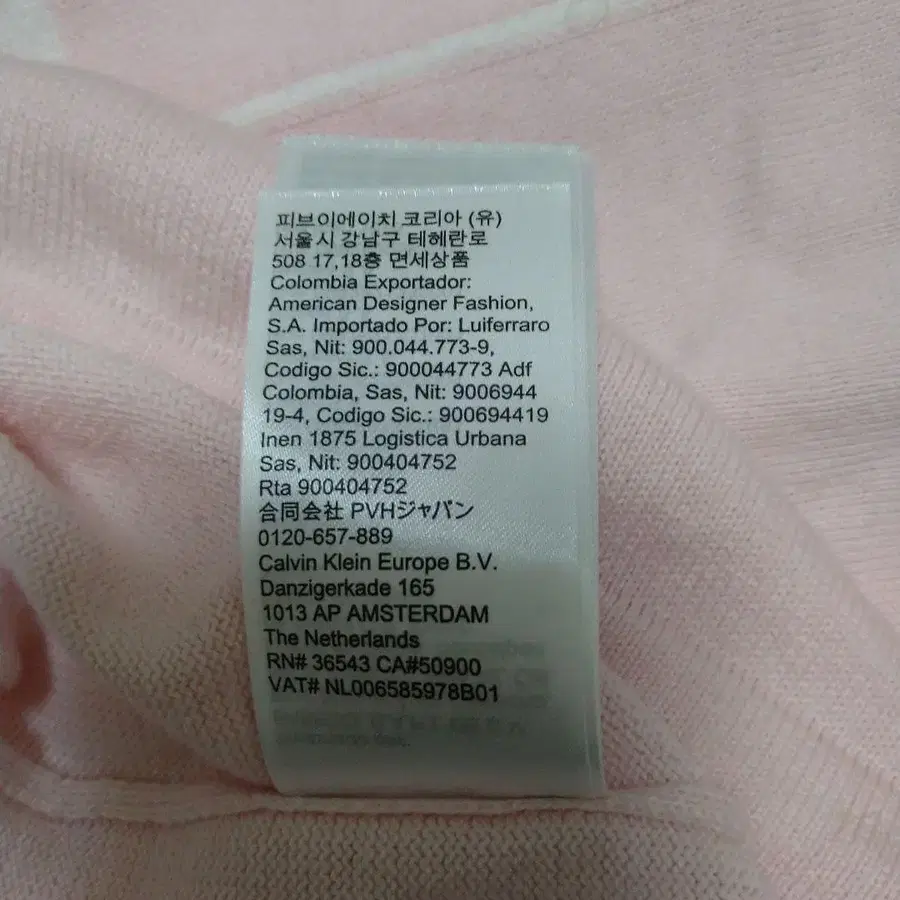 피브이에이치 코리아 (유)
서울시 강남구 테헤란로
508 17,18층 면세상품
Colombia Exportador:
American Designer Fashion,
S.A. Importado Por: Luiferraro
Sas, Nit: 900.044.773-9,
Codigo Sic.: 900044773 Adf
Colombia, Sas, Nit: 9006944
19-4, Codigo Sic.: 900694419
Inen 1875 Logistica Urbana
Sas, Nit: 900404752
Rta 900404752
合同会社 PVHジャパン
0120-657-889
Calvin Klein Europe B.V.
Danzigerkade 165
1013 AP AMSTERDAM
The Netherlands
RN# 36543 CA#50900
VAT# NL006585978B01